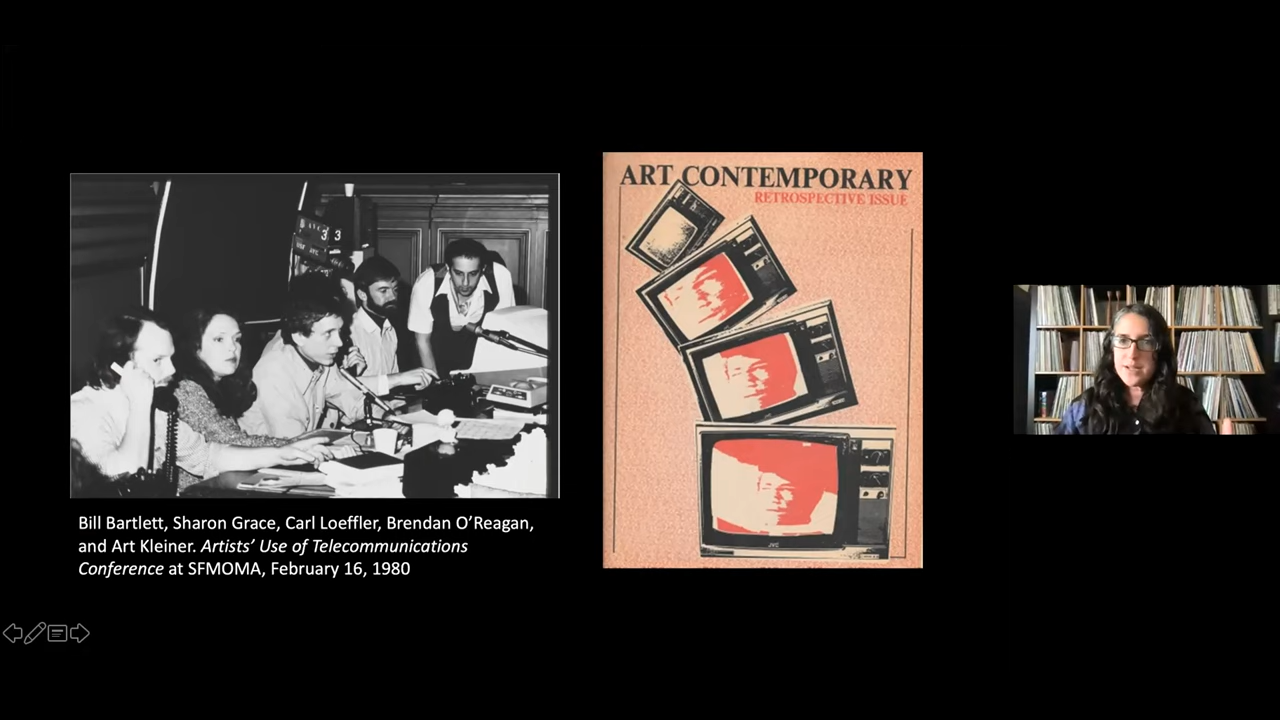 Bill Bartlett, Sharon Grace, Carl Loeffler, Brendan O’Reagan,
and Art Kleiner. Artists’ Use of Telecommunications
Conference at SFMOMA, February 16, 1980
ART CONTEMPORARY
RETROSPECTIVE ISSUE
JVC